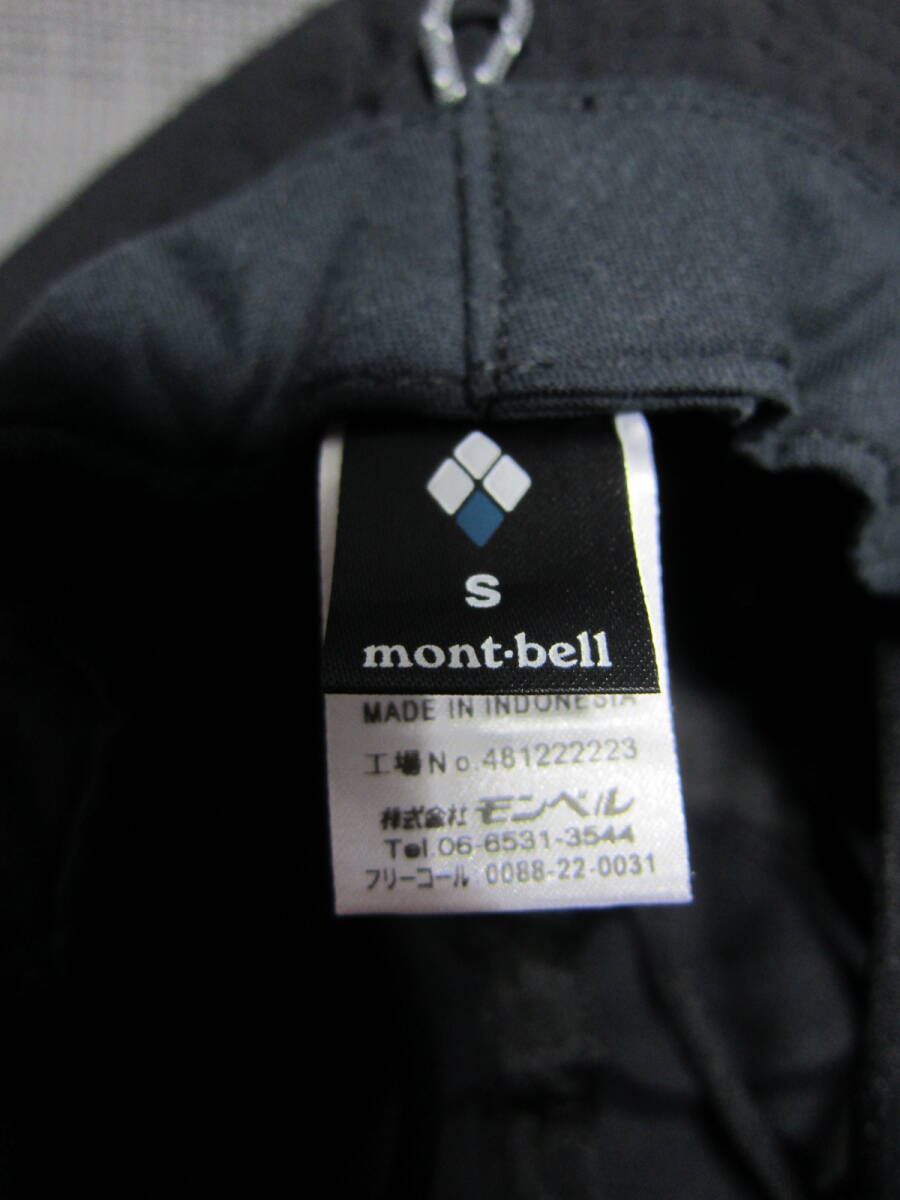 S
mont·bell
MADE IN INDONESIA
工場No.481222223
株式会社モンベル
Tel.06-6531-3544
フリーコール 0088-22-0031